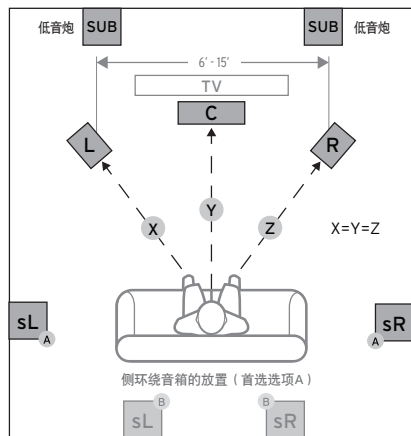 低音炮 SUB SUB 低音炮
6' - 15'
TV
C
L R
Y
X Z X=Y=Z
sL sR
A A
侧环绕音箱的放置（首选选项A）
B B
sL sR